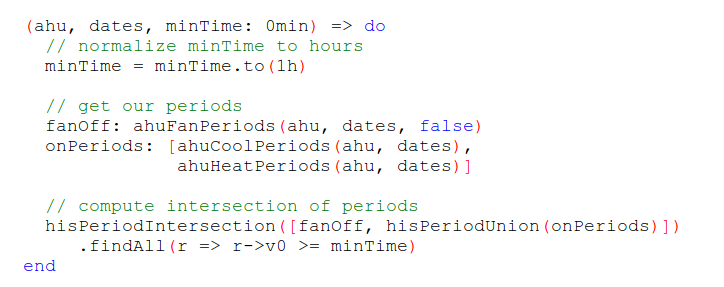 (ahu, dates, minTime: 0min) => do
  // normalize minTime to hours
  minTime = minTime.to(1h)

  // get our periods
  fanOff: ahuFanPeriods(ahu, dates, false)
  onPeriods: [ahuCoolPeriods(ahu, dates),
              ahuHeatPeriods(ahu, dates)]

  // compute intersection of periods
  hisPeriodIntersection([fanOff, hisPeriodUnion(onPeriods)])
     .findAll(r => r->v0 >= minTime)
end